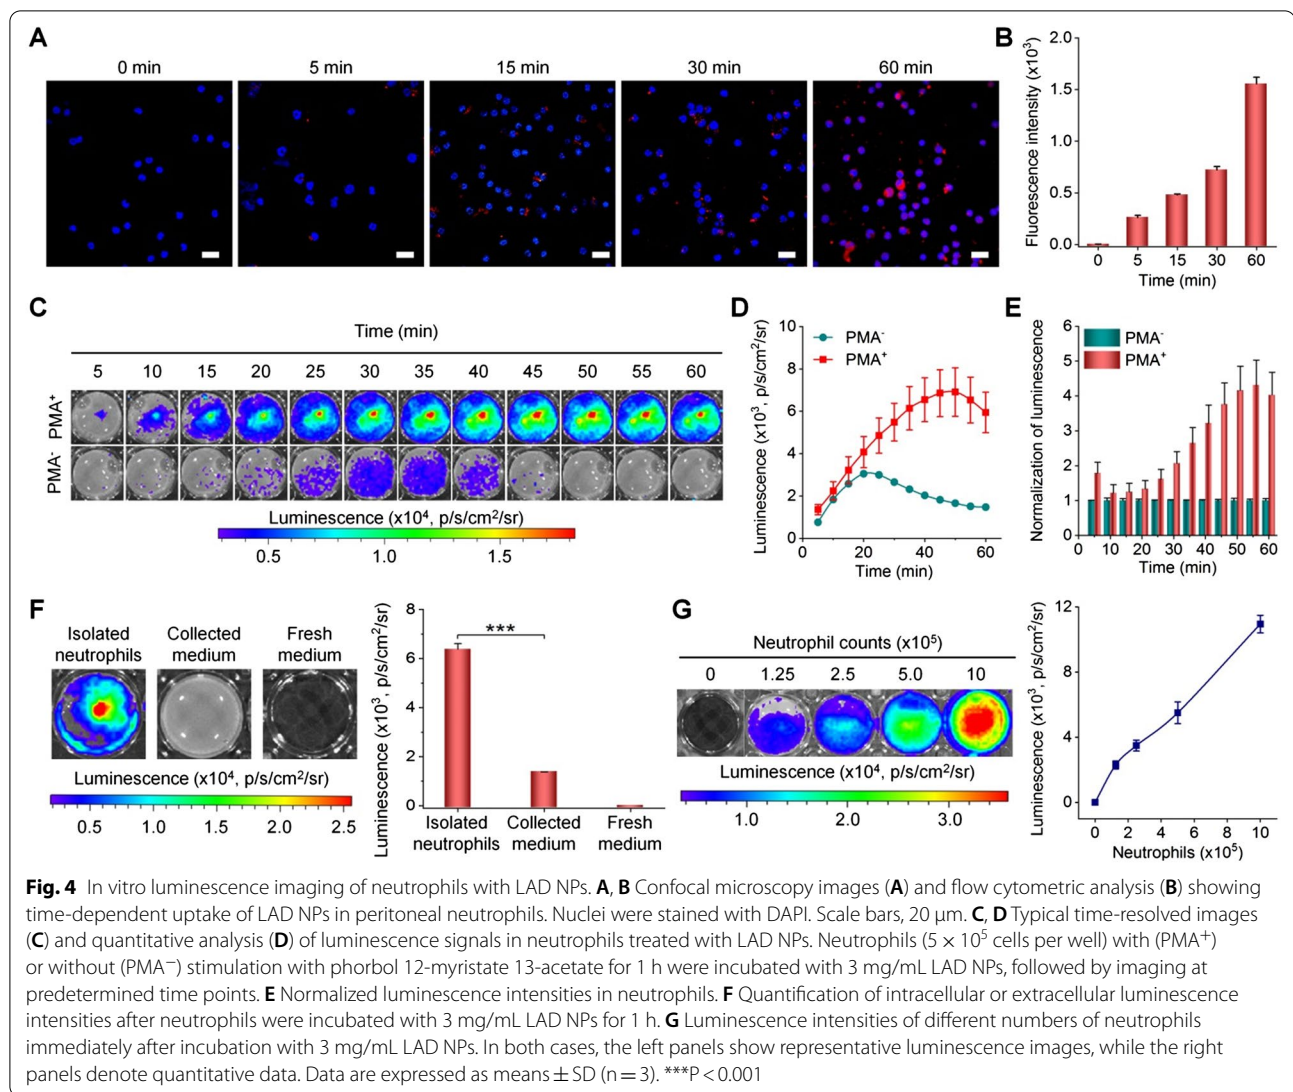 A
0 min 5 min 15 min 30 min 60 min
B
Fluorescence intensity (x10³)
2.0
1.5
1.0
0.5
0.0
0 5 15 30 60
Time (min)
C
Time (min)
5 10 15 20 25 30 35 40 45 50 55 60
PMA⁺
PMA⁻
Luminescence (x10⁴, p/s/cm²/sr)
0.5 1.0 1.5
D
Luminescence (x10³, p/s/cm²/sr)
10
8
6
4
2
0
PMA⁻
PMA⁺
0 20 40 60
Time (min)
E
Normalization of luminescence
6
5
4
3
2
1
0
PMA⁻
PMA⁺
0 10 20 30 40 50 60
Time (min)
F
Isolated neutrophils
Collected medium
Fresh medium
Luminescence (x10⁴, p/s/cm²/sr)
0.5 1.0 1.5 2.0 2.5
Luminescence (x10³, p/s/cm²/sr)
8
6
4
2
0
***
Isolated neutrophils
Collected medium
Fresh medium
G
Neutrophil counts (x10⁵)
0 1.25 2.5 5.0 10
Luminescence (x10⁴, p/s/cm²/sr)
1.0 2.0 3.0
Luminescence (x10³, p/s/cm²/sr)
12
8
4
0
0 2 4 6 8 10
Neutrophils (x10⁵)
Fig. 4 In vitro luminescence imaging of neutrophils with LAD NPs. A, B Confocal microscopy images (A) and flow cytometric analysis (B) showing
time-dependent uptake of LAD NPs in peritoneal neutrophils. Nuclei were stained with DAPI. Scale bars, 20 μm. C, D Typical time-resolved images
(C) and quantitative analysis (D) of luminescence signals in neutrophils treated with LAD NPs. Neutrophils (5 × 10⁵ cells per well) with (PMA⁺)
or without (PMA⁻) stimulation with phorbol 12-myristate 13-acetate for 1 h were incubated with 3 mg/mL LAD NPs, followed by imaging at
predetermined time points. E Normalized luminescence intensities in neutrophils. F Quantification of intracellular or extracellular luminescence
intensities after neutrophils were incubated with 3 mg/mL LAD NPs for 1 h. G Luminescence intensities of different numbers of neutrophils
immediately after incubation with 3 mg/mL LAD NPs. In both cases, the left panels show representative luminescence images, while the right
panels denote quantitative data. Data are expressed as means ± SD (n = 3). ***P < 0.001